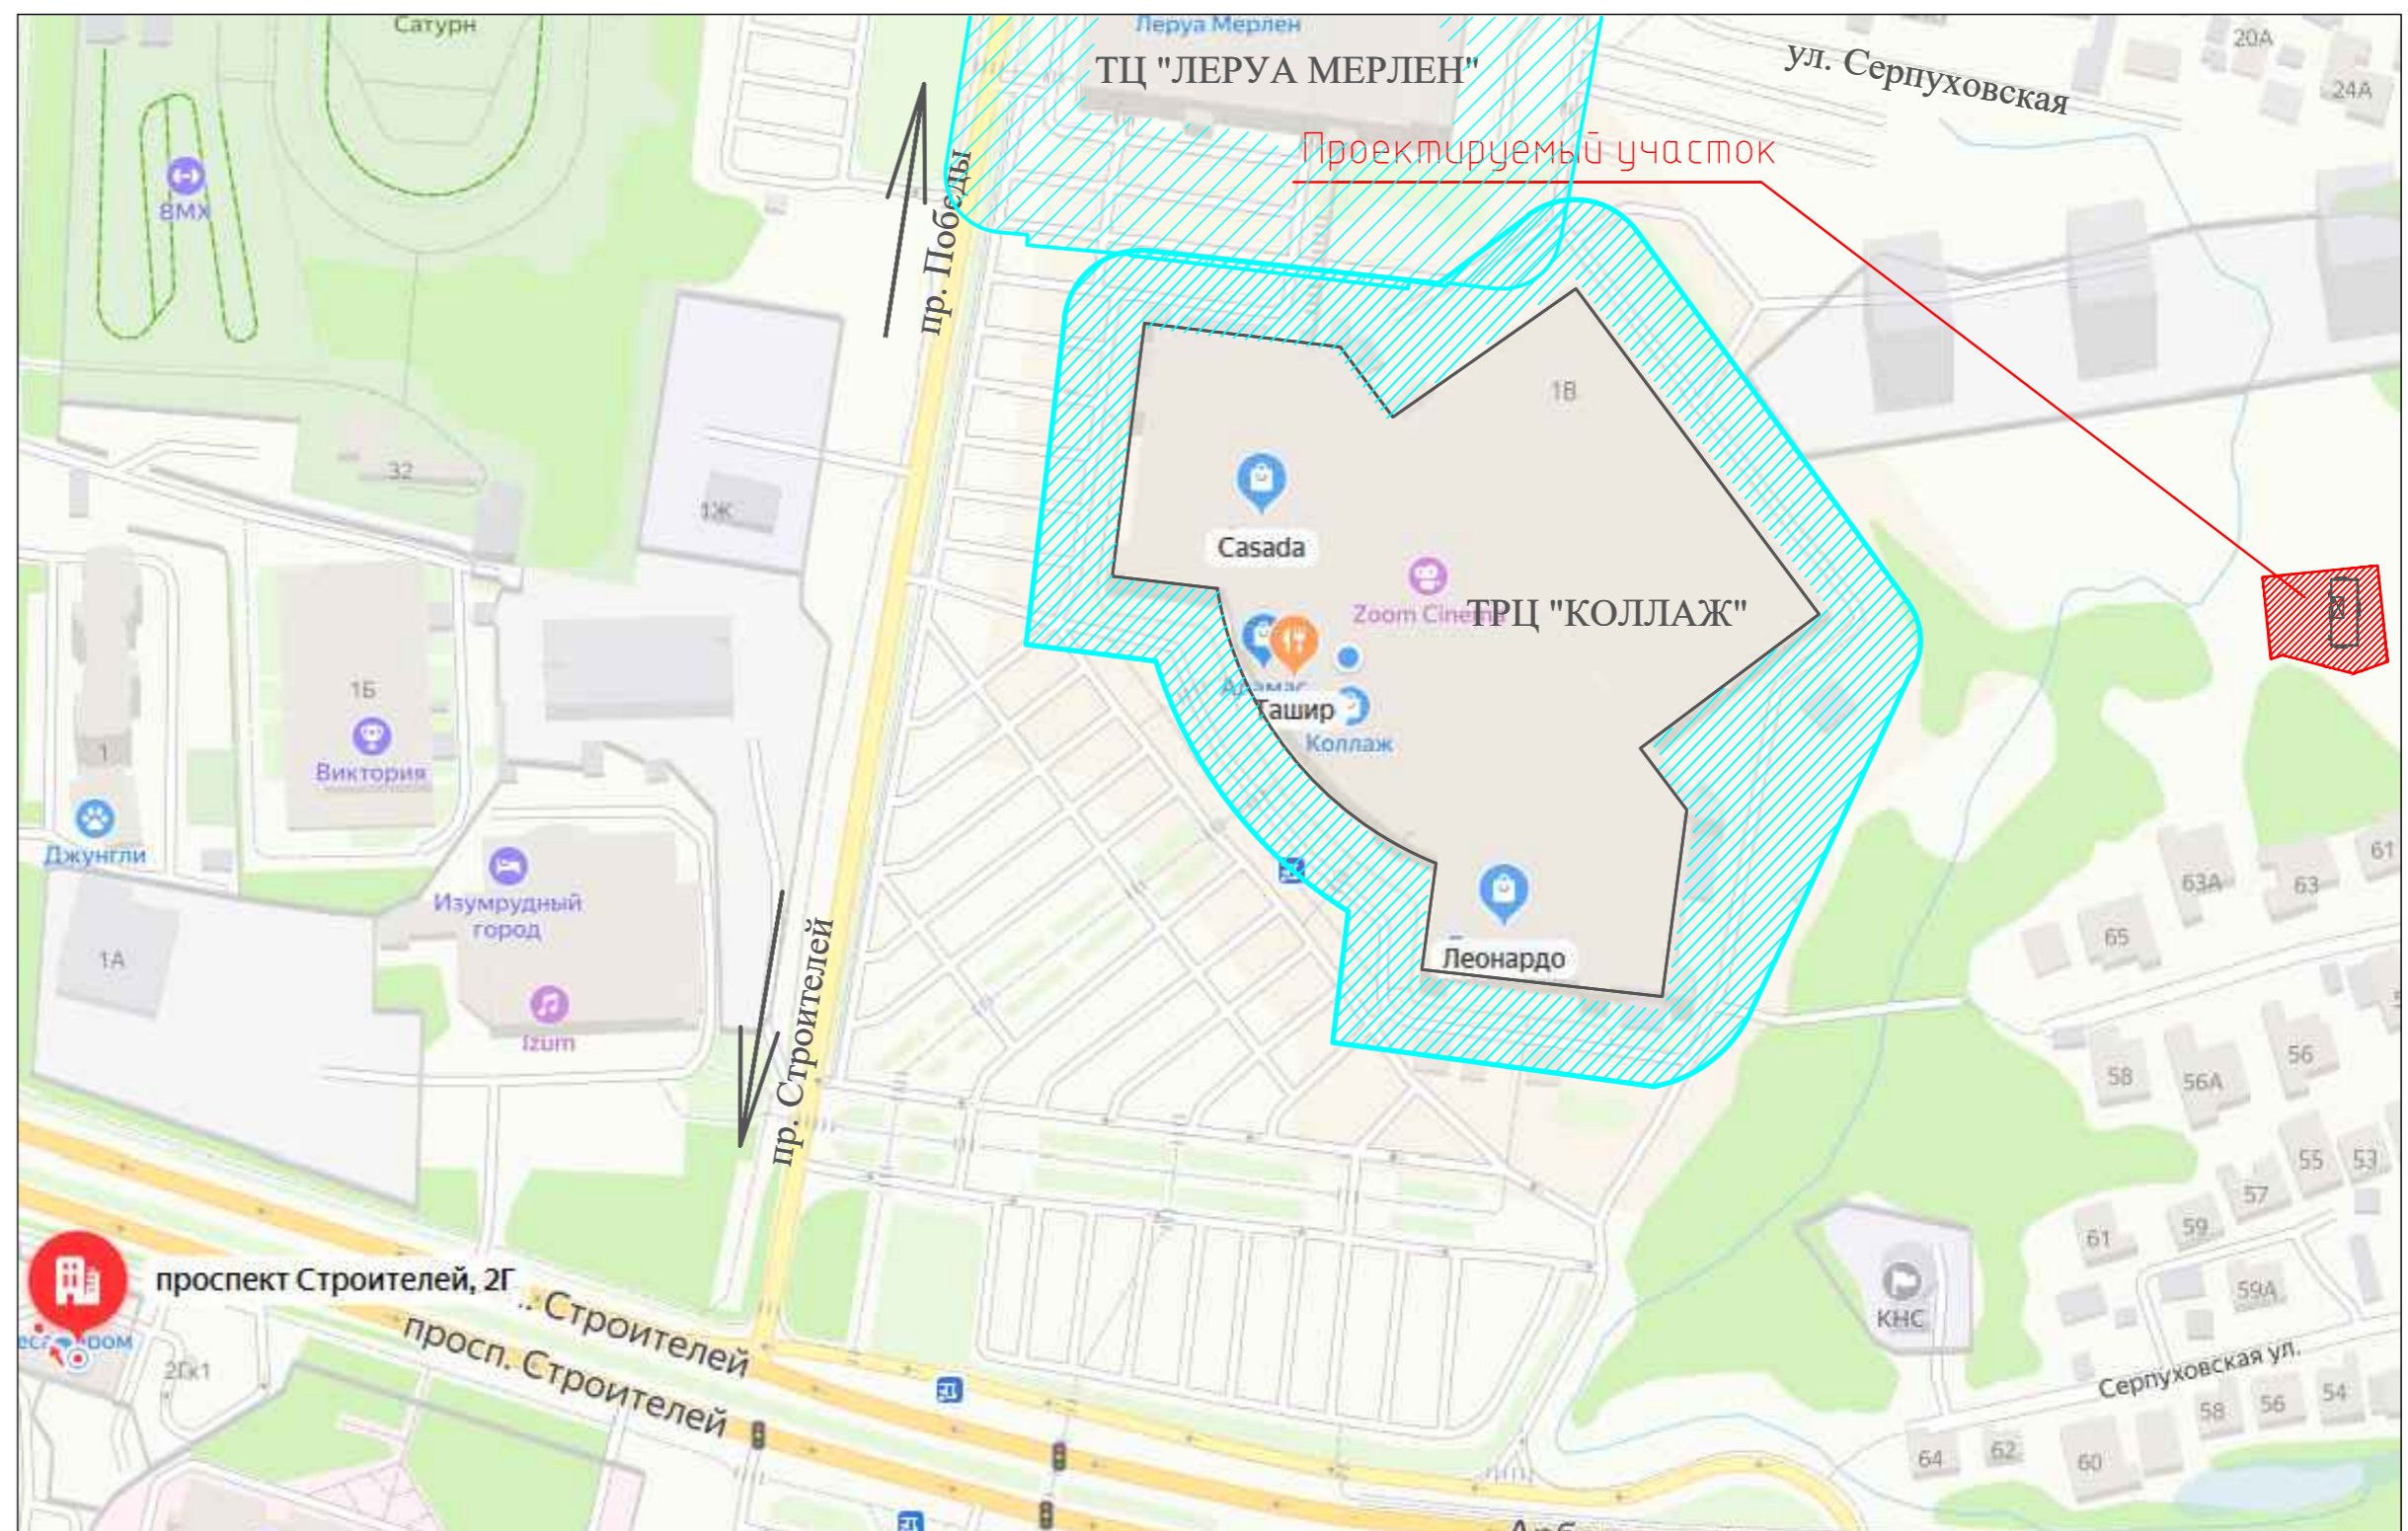 Сатурн
Леруа Мерлен
ТЦ "ЛЕРУА МЕРЛЕН"
ул. Серпуховская
20А
24А
Проектируемый участок
BMX
пр. Победы
1В
32
1Ж
Casada
Zoom Cinema
ТРЦ "КОЛЛАЖ"
1Б
Адамас
Ташир
Коллаж
Виктория
1
Джунгли
Изумрудный
город
1А
Леонардо
Izum
пр. Строителей
61
63А
63
65
56
58
56А
55
53
57
59
61
59А
КНС
проспект Строителей, 2Г
.. Строителей
просп. Строителей
2Гк1
Серпуховская ул.
58
56
54
64
62
60